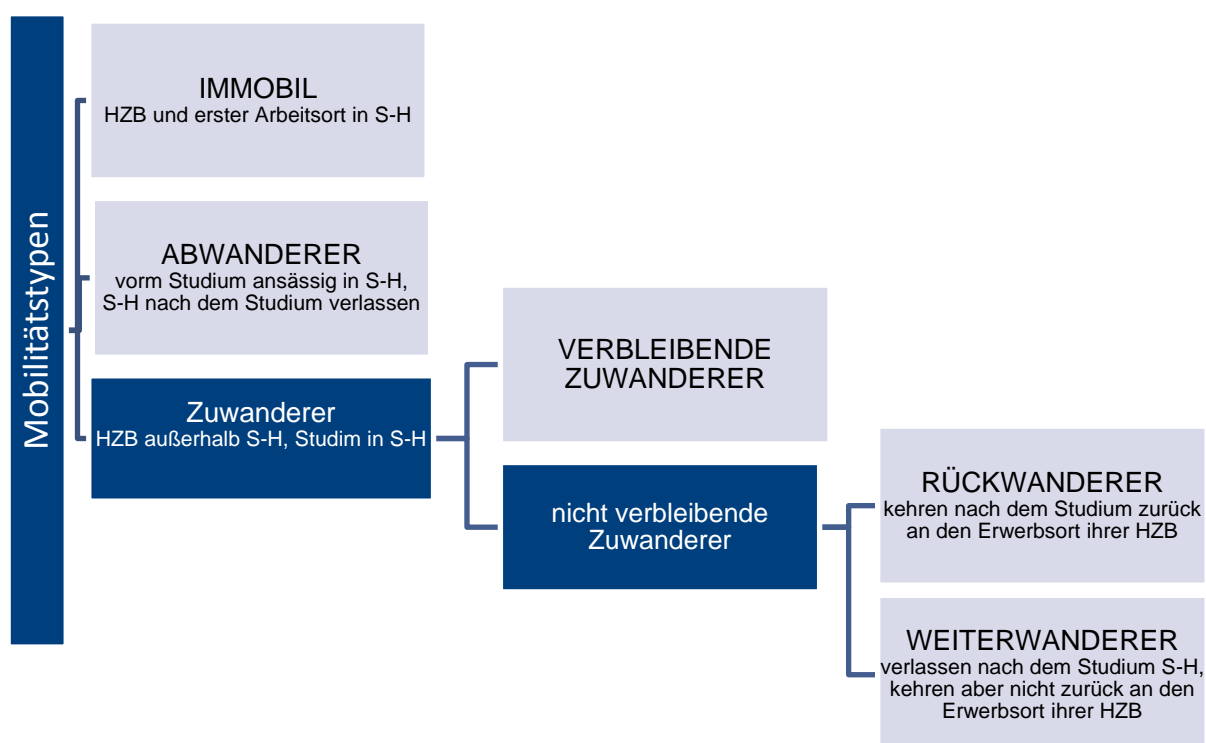 Mobilitätstypen
IMMOBIL
HZB und erster Arbeitsort in S-H
ABWANDERER
vorm Studium ansässig in S-H,
S-H nach dem Studium verlassen
Zuwanderer
HZB außerhalb S-H, Studim in S-H
VERBLEIBENDE
ZUWANDERER
nicht verbleibende
Zuwanderer
RÜCKWANDERER
kehren nach dem Studium zurück
an den Erwerbsort ihrer HZB
WEITERWANDERER
verlassen nach dem Studium S-H,
kehren aber nicht zurück an den
Erwerbsort ihrer HZB